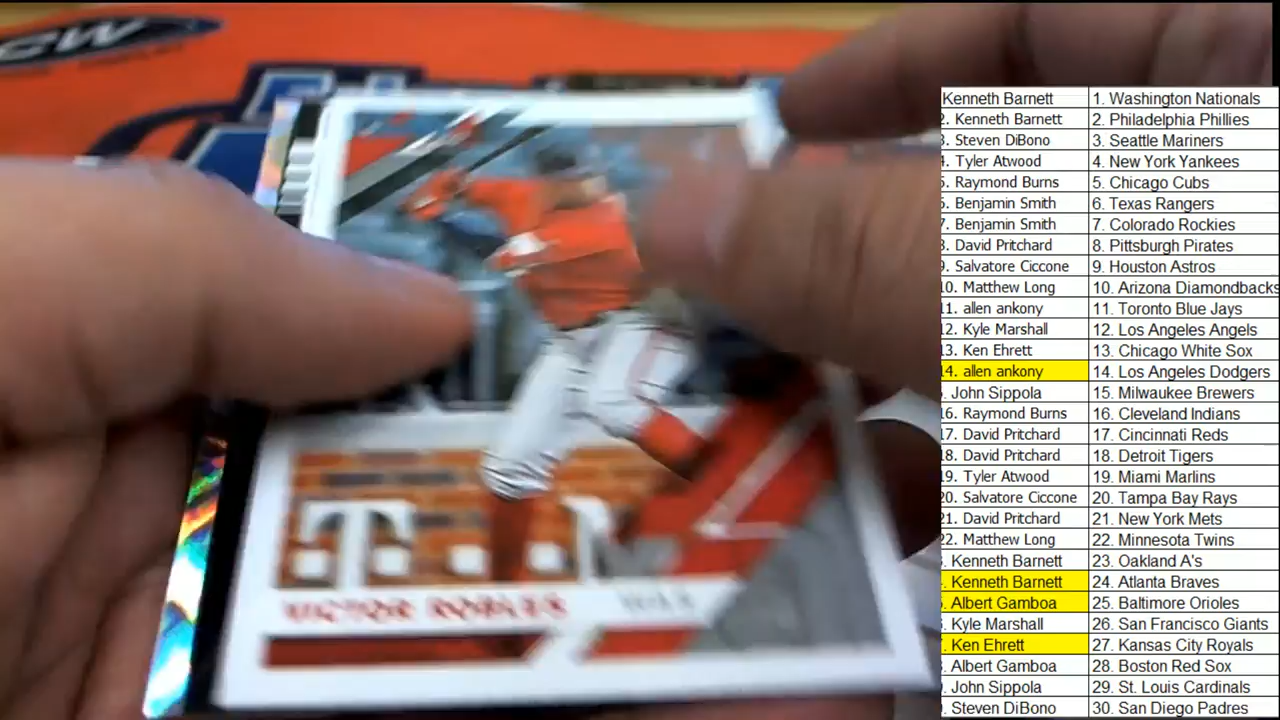 CW
Kenneth Barnett 1. Washington Nationals
2. Kenneth Barnett 2. Philadelphia Phillies
3. Steven DiBono 3. Seattle Mariners
4. Tyler Atwood 4. New York Yankees
5. Raymond Burns 5. Chicago Cubs
6. Benjamin Smith 6. Texas Rangers
7. Benjamin Smith 7. Colorado Rockies
8. David Pritchard 8. Pittsburgh Pirates
9. Salvatore Ciccone 9. Houston Astros
10. Matthew Long 10. Arizona Diamondbacks
11. allen ankony 11. Toronto Blue Jays
12. Kyle Marshall 12. Los Angeles Angels
13. Ken Ehrett 13. Chicago White Sox
14. allen ankony 14. Los Angeles Dodgers
. John Sippola 15. Milwaukee Brewers
16. Raymond Burns 16. Cleveland Indians
17. David Pritchard 17. Cincinnati Reds
18. David Pritchard 18. Detroit Tigers
19. Tyler Atwood 19. Miami Marlins
20. Salvatore Ciccone 20. Tampa Bay Rays
21. David Pritchard 21. New York Mets
22. Matthew Long 22. Minnesota Twins
. Kenneth Barnett 23. Oakland A's
. Kenneth Barnett 24. Atlanta Braves
. Albert Gamboa 25. Baltimore Orioles
. Kyle Marshall 26. San Francisco Giants
. Ken Ehrett 27. Kansas City Royals
. Albert Gamboa 28. Boston Red Sox
. John Sippola 29. St. Louis Cardinals
. Steven DiBono 30. San Diego Padres
VICTOR ROBLES